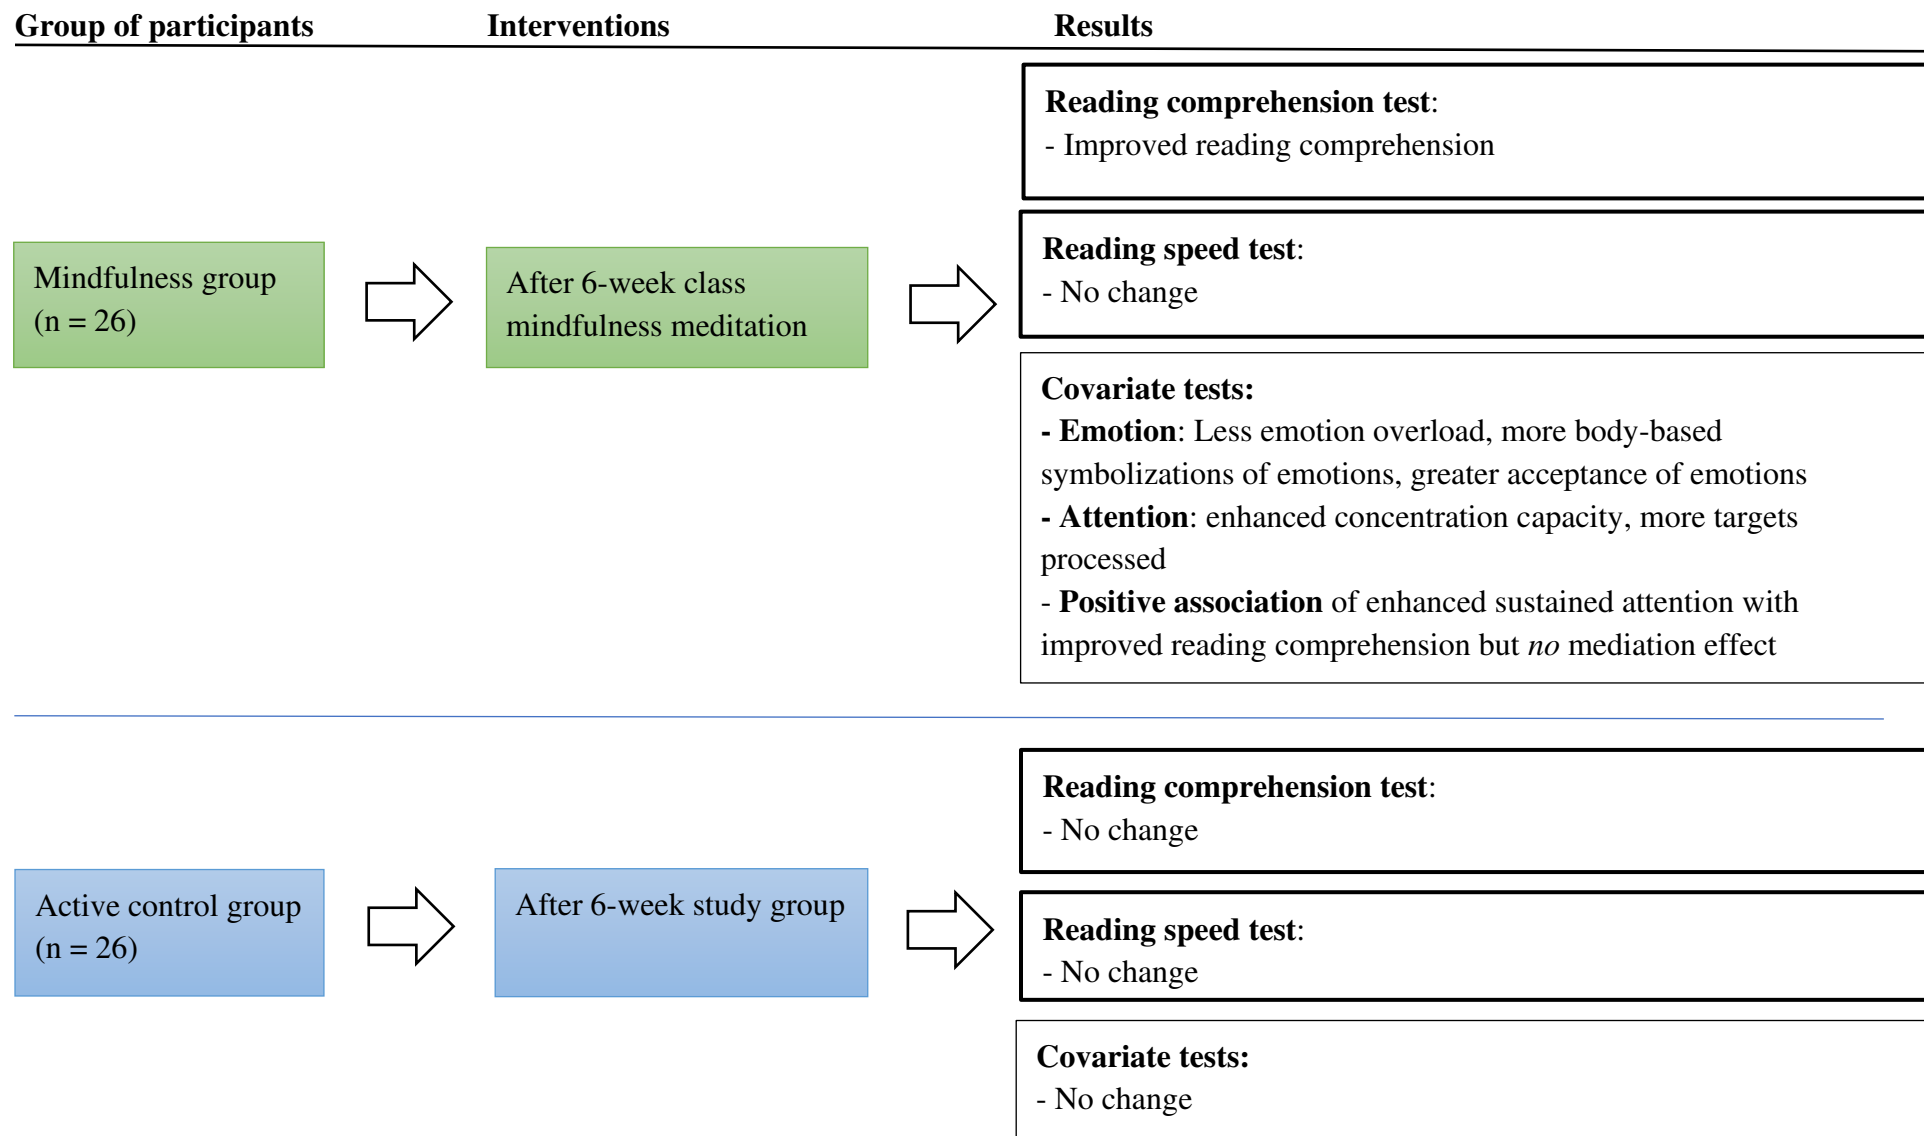 Group of participants
Interventions
Results
Mindfulness group
(n = 26)
After 6-week class
mindfulness meditation
Reading comprehension test:
- Improved reading comprehension
Reading speed test:
- No change
Covariate tests:
- Emotion: Less emotion overload, more body-based
symbolizations of emotions, greater acceptance of emotions
- Attention: enhanced concentration capacity, more targets
processed
- Positive association of enhanced sustained attention with
improved reading comprehension but no mediation effect
Active control group
(n = 26)
After 6-week study group
Reading comprehension test:
- No change
Reading speed test:
- No change
Covariate tests:
- No change